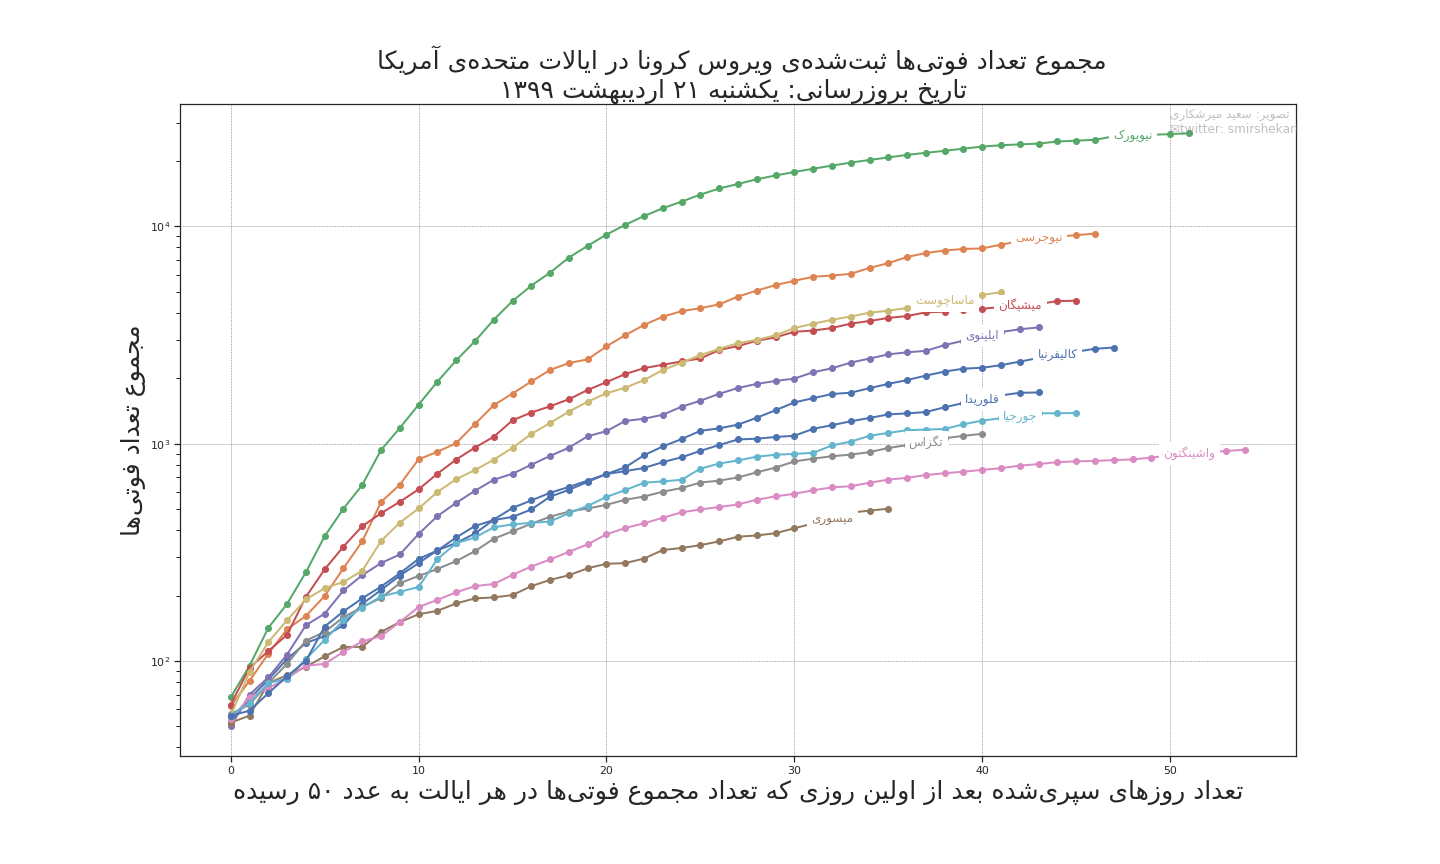 مجموع تعداد فوتی‌ها ثبت‌شده‌ی ویروس کرونا در ایالات متحده‌ی آمریکا
تاریخ بروزرسانی: یکشنبه ۲۱ اردیبهشت ۱۳۹۹
تصویر: سعید میرشکاری
twitter: smirshekari
نیویورک
نیوجرسی
ماساچوست
میشیگان
ایلینوی
کالیفرنیا
فلوریدا
جورجیا
تگزاس
واشینگتون
میسوری
10⁴
10³
10²
مجموع تعداد فوتی‌ها
0 10 20 30 40 50
تعداد روزهای سپری‌شده بعد از اولین روزی که تعداد مجموع فوتی‌ها در هر ایالت به عدد ۵۰ رسیده